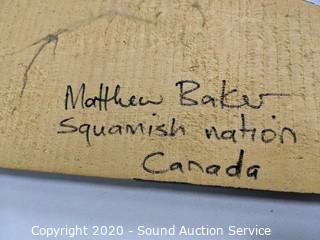 Matthew Baker
Squamish nation
Canada
Copyright 2020 - Sound Auction Service